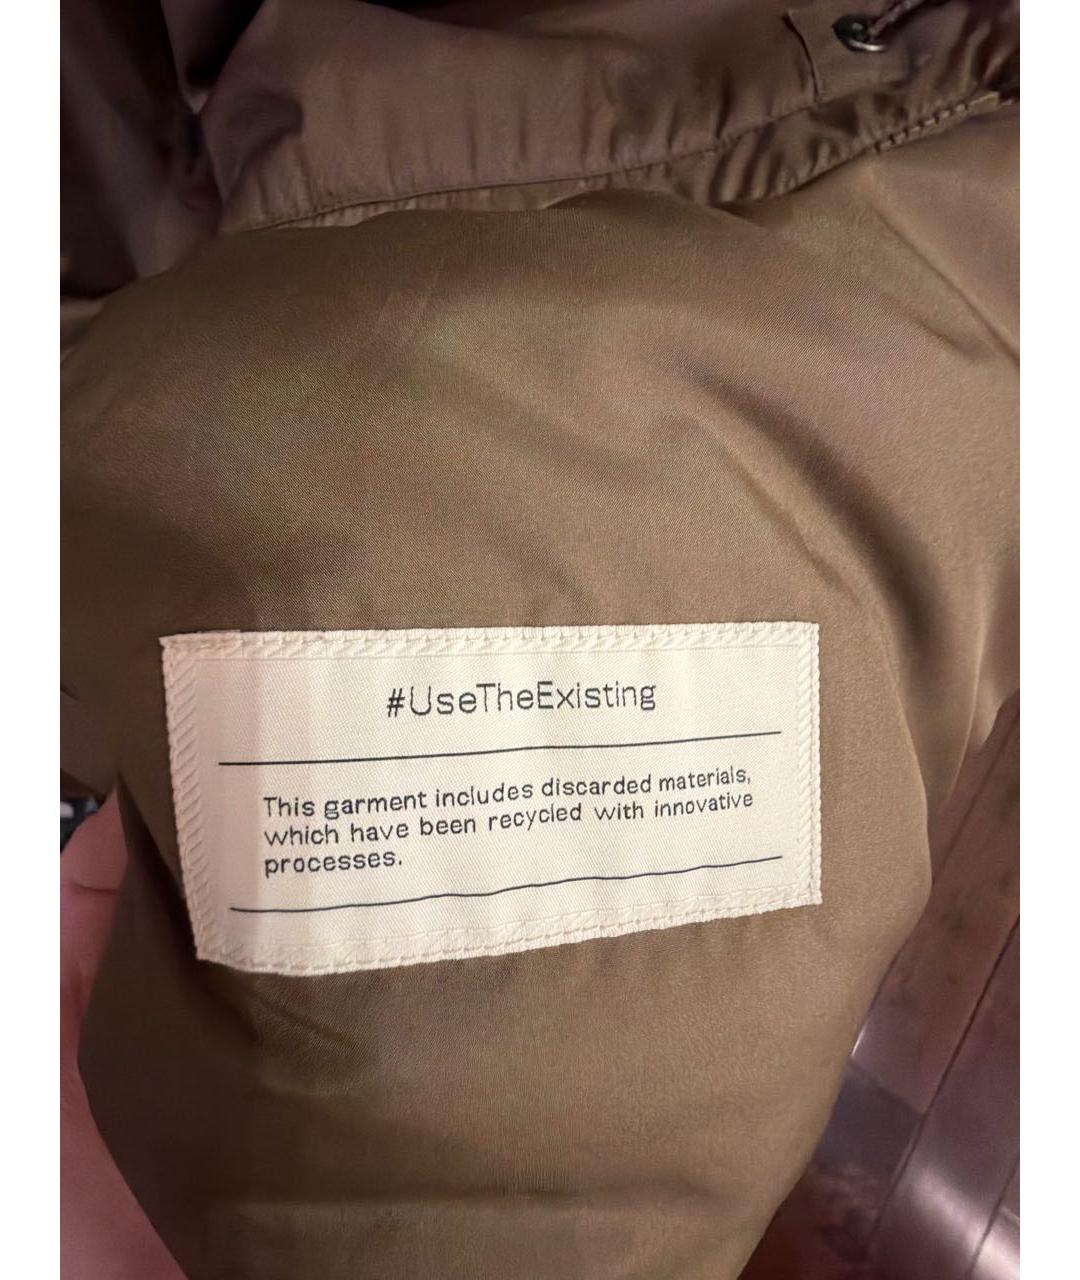 #UseTheExisting
This garment includes discarded materials,
which have been recycled with innovative
processes.